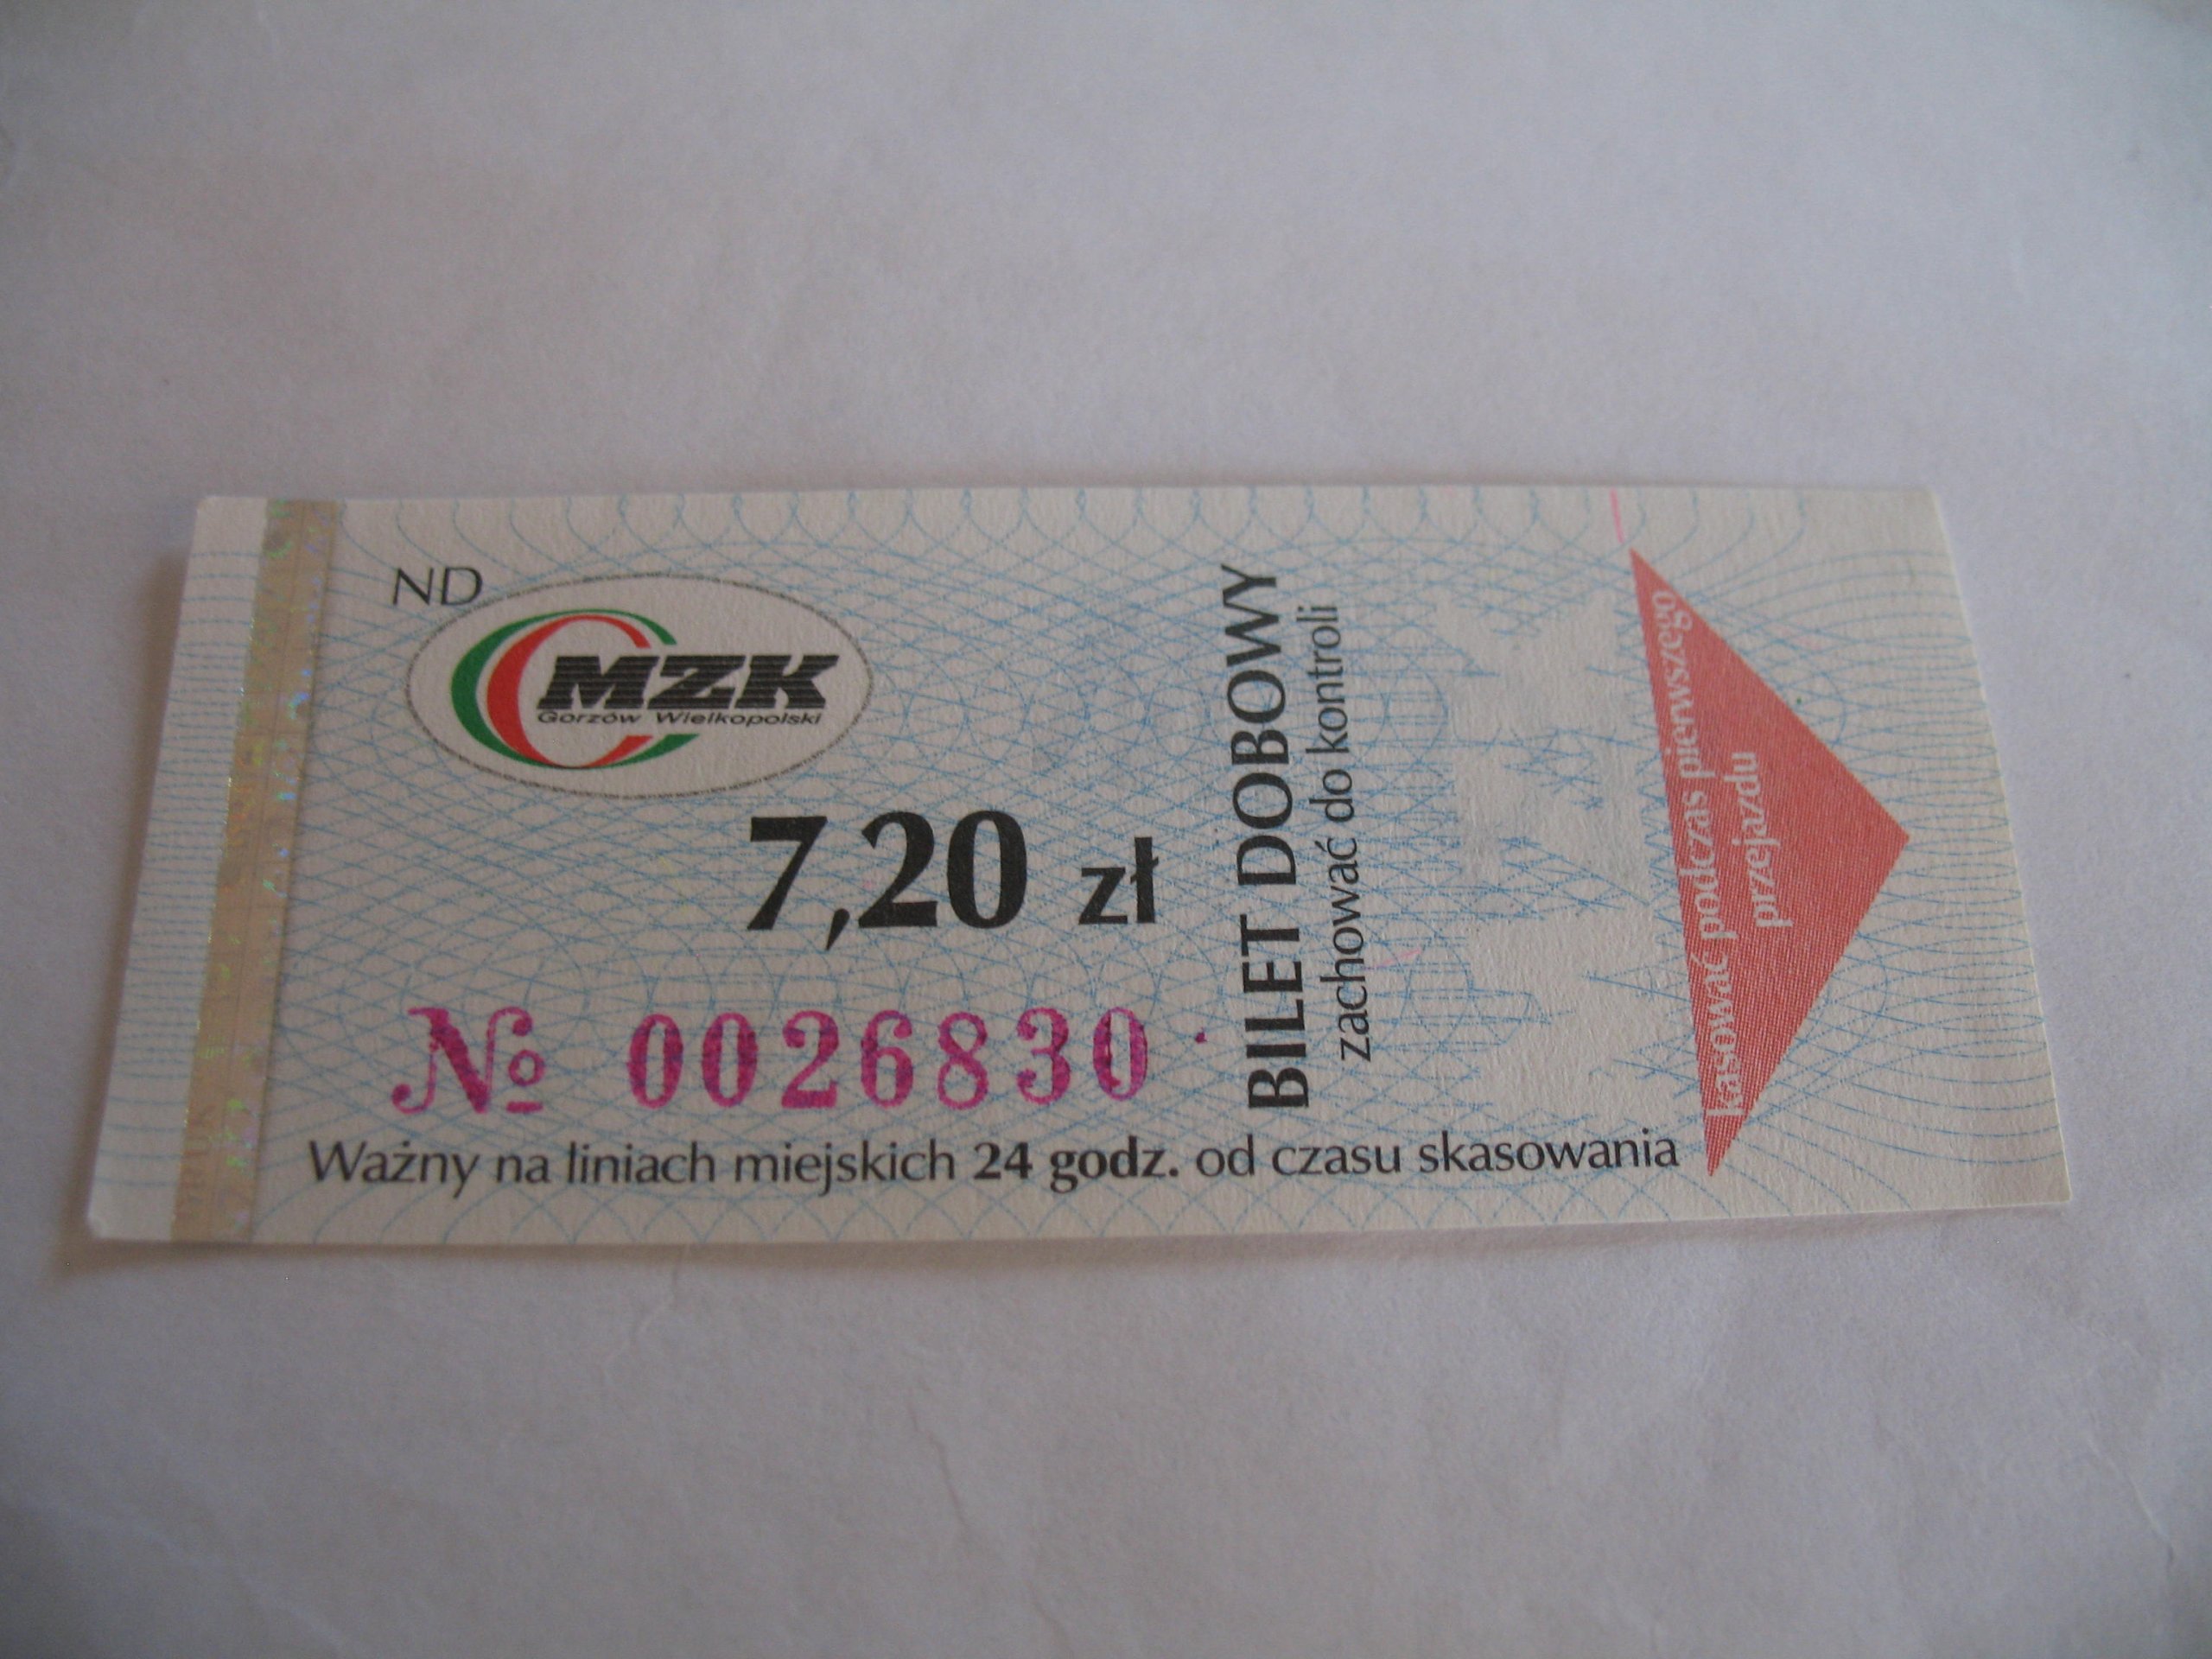 ND
MZK
Gorzów Wielkopolski
7,20 zł
№ 0026830
BILET DOBOWY
zachować do kontroli
Ważny na liniach miejskich 24 godz. od czasu skasowania
kasować podczas pierwszego
przejazdu